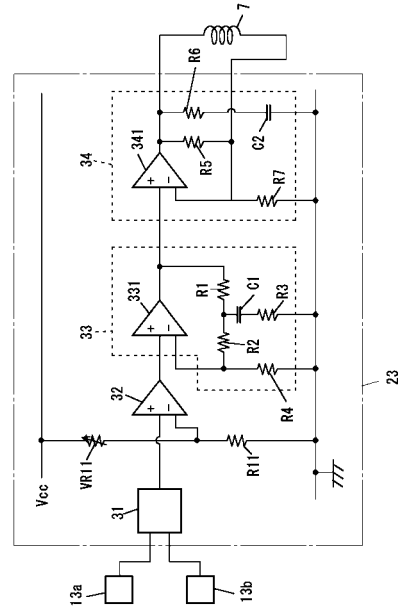 Vcc
VR11
31
13a
13b
32
R11
33
331
R1
R2
C1
R3
R4
34
341
R5
R6
C2
R7
7
23
+
−
+
−
+
−